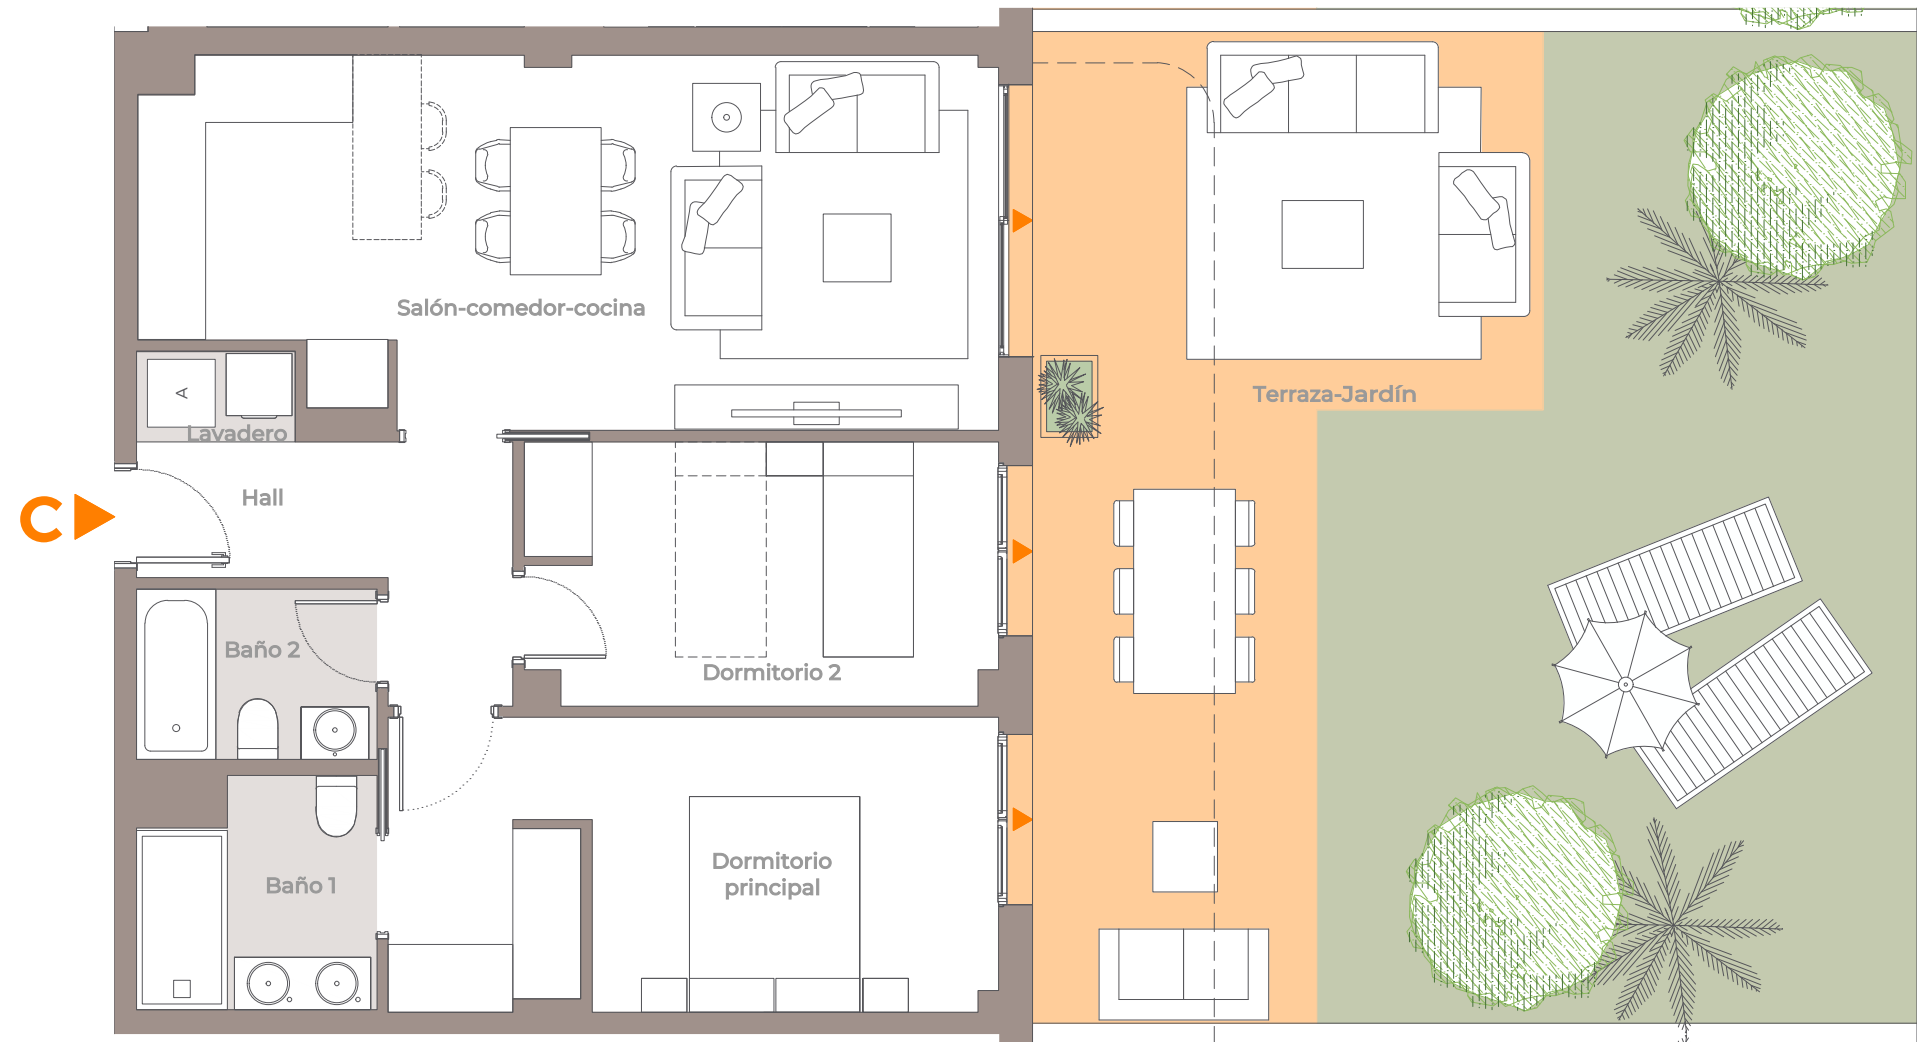 Salón-comedor-cocina
A
Lavadero
Terraza-Jardín
Hall
C
Baño 2
Dormitorio 2
Dormitorio
principal
Baño 1